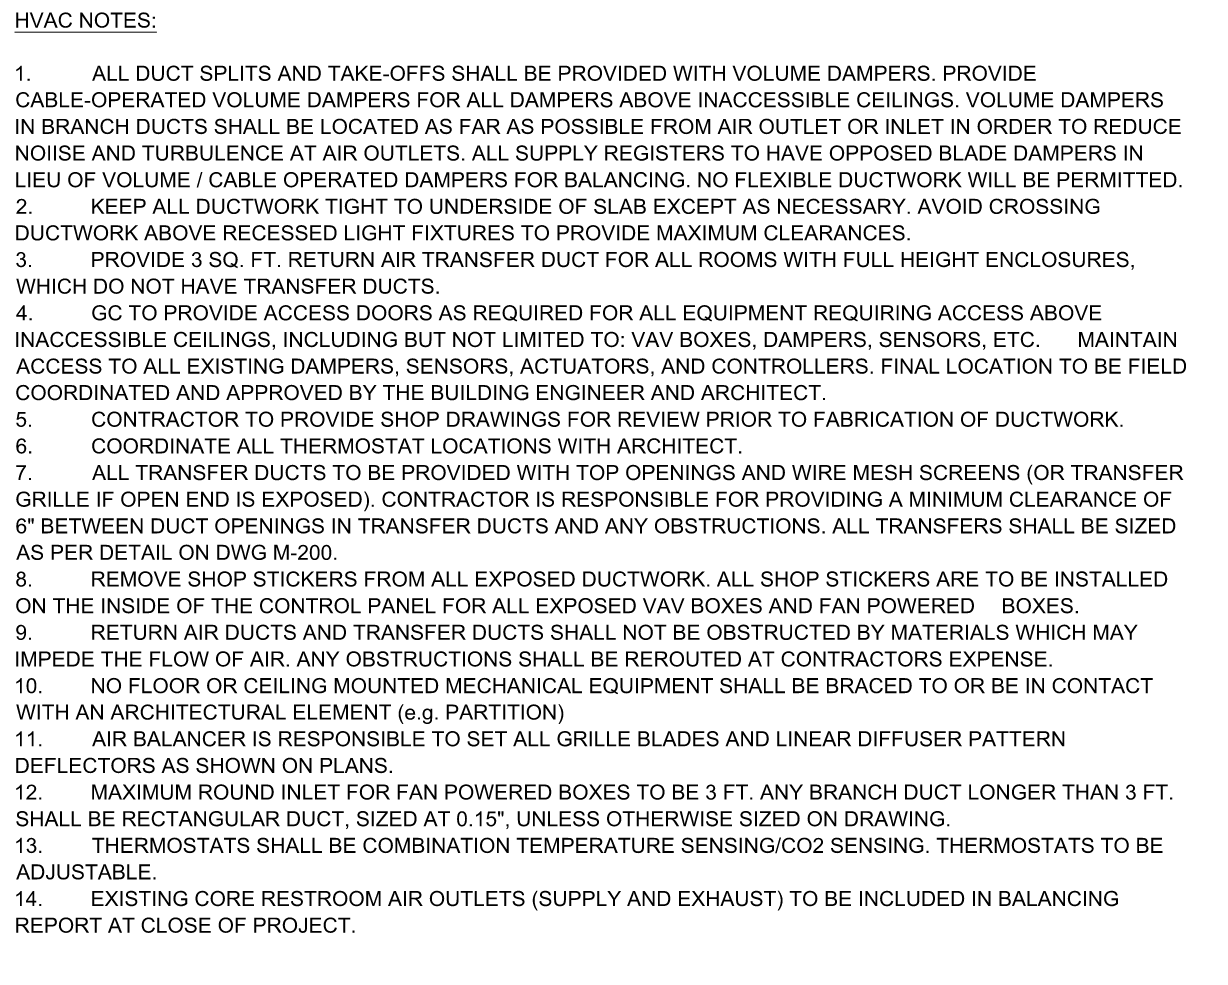 HVAC NOTES:
1. ALL DUCT SPLITS AND TAKE-OFFS SHALL BE PROVIDED WITH VOLUME DAMPERS. PROVIDE
CABLE-OPERATED VOLUME DAMPERS FOR ALL DAMPERS ABOVE INACCESSIBLE CEILINGS. VOLUME DAMPERS
IN BRANCH DUCTS SHALL BE LOCATED AS FAR AS POSSIBLE FROM AIR OUTLET OR INLET IN ORDER TO REDUCE
NOIISE AND TURBULENCE AT AIR OUTLETS. ALL SUPPLY REGISTERS TO HAVE OPPOSED BLADE DAMPERS IN
LIEU OF VOLUME / CABLE OPERATED DAMPERS FOR BALANCING. NO FLEXIBLE DUCTWORK WILL BE PERMITTED.
2. KEEP ALL DUCTWORK TIGHT TO UNDERSIDE OF SLAB EXCEPT AS NECESSARY. AVOID CROSSING
DUCTWORK ABOVE RECESSED LIGHT FIXTURES TO PROVIDE MAXIMUM CLEARANCES.
3. PROVIDE 3 SQ. FT. RETURN AIR TRANSFER DUCT FOR ALL ROOMS WITH FULL HEIGHT ENCLOSURES,
WHICH DO NOT HAVE TRANSFER DUCTS.
4. GC TO PROVIDE ACCESS DOORS AS REQUIRED FOR ALL EQUIPMENT REQUIRING ACCESS ABOVE
INACCESSIBLE CEILINGS, INCLUDING BUT NOT LIMITED TO: VAV BOXES, DAMPERS, SENSORS, ETC. MAINTAIN
ACCESS TO ALL EXISTING DAMPERS, SENSORS, ACTUATORS, AND CONTROLLERS. FINAL LOCATION TO BE FIELD
COORDINATED AND APPROVED BY THE BUILDING ENGINEER AND ARCHITECT.
5. CONTRACTOR TO PROVIDE SHOP DRAWINGS FOR REVIEW PRIOR TO FABRICATION OF DUCTWORK.
6. COORDINATE ALL THERMOSTAT LOCATIONS WITH ARCHITECT.
7. ALL TRANSFER DUCTS TO BE PROVIDED WITH TOP OPENINGS AND WIRE MESH SCREENS (OR TRANSFER
GRILLE IF OPEN END IS EXPOSED). CONTRACTOR IS RESPONSIBLE FOR PROVIDING A MINIMUM CLEARANCE OF
6" BETWEEN DUCT OPENINGS IN TRANSFER DUCTS AND ANY OBSTRUCTIONS. ALL TRANSFERS SHALL BE SIZED
AS PER DETAIL ON DWG M-200.
8. REMOVE SHOP STICKERS FROM ALL EXPOSED DUCTWORK. ALL SHOP STICKERS ARE TO BE INSTALLED
ON THE INSIDE OF THE CONTROL PANEL FOR ALL EXPOSED VAV BOXES AND FAN POWERED BOXES.
9. RETURN AIR DUCTS AND TRANSFER DUCTS SHALL NOT BE OBSTRUCTED BY MATERIALS WHICH MAY
IMPEDE THE FLOW OF AIR. ANY OBSTRUCTIONS SHALL BE REROUTED AT CONTRACTORS EXPENSE.
10. NO FLOOR OR CEILING MOUNTED MECHANICAL EQUIPMENT SHALL BE BRACED TO OR BE IN CONTACT
WITH AN ARCHITECTURAL ELEMENT (e.g. PARTITION)
11. AIR BALANCER IS RESPONSIBLE TO SET ALL GRILLE BLADES AND LINEAR DIFFUSER PATTERN
DEFLECTORS AS SHOWN ON PLANS.
12. MAXIMUM ROUND INLET FOR FAN POWERED BOXES TO BE 3 FT. ANY BRANCH DUCT LONGER THAN 3 FT.
SHALL BE RECTANGULAR DUCT, SIZED AT 0.15", UNLESS OTHERWISE SIZED ON DRAWING.
13. THERMOSTATS SHALL BE COMBINATION TEMPERATURE SENSING/CO2 SENSING. THERMOSTATS TO BE
ADJUSTABLE.
14. EXISTING CORE RESTROOM AIR OUTLETS (SUPPLY AND EXHAUST) TO BE INCLUDED IN BALANCING
REPORT AT CLOSE OF PROJECT.